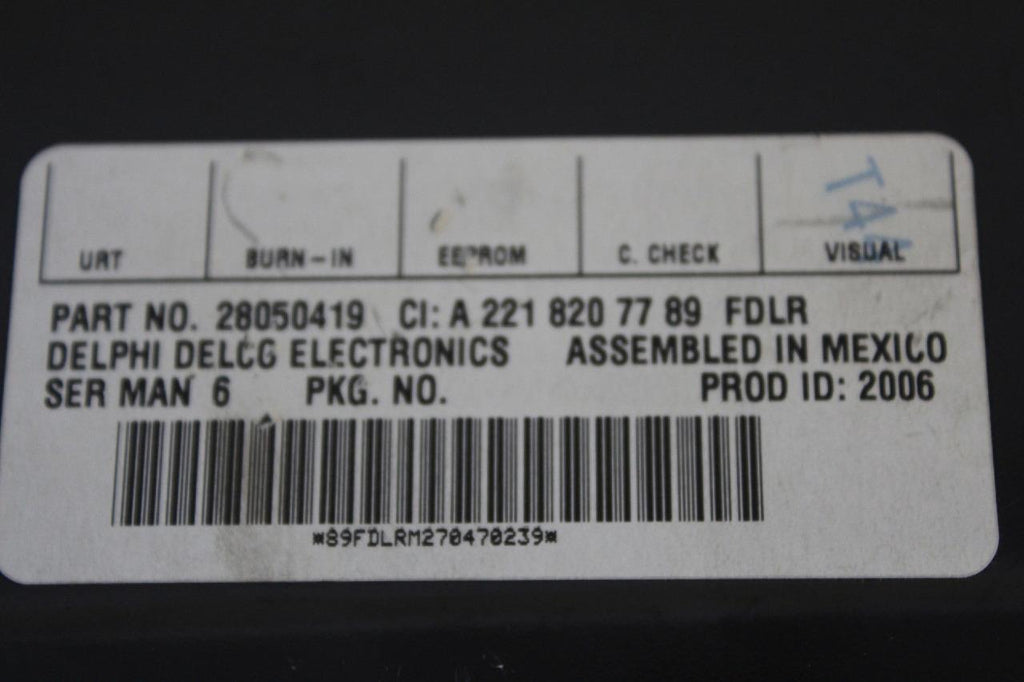 T4
URT BURN-IN EEPROM C. CHECK VISUAL
PART NO. 28050419 CI: A 221 820 77 89 FDLR
DELPHI DELCO ELECTRONICS ASSEMBLED IN MEXICO
SER MAN 6 PKG. NO. PROD ID: 2006
*89FDLRM270470239*